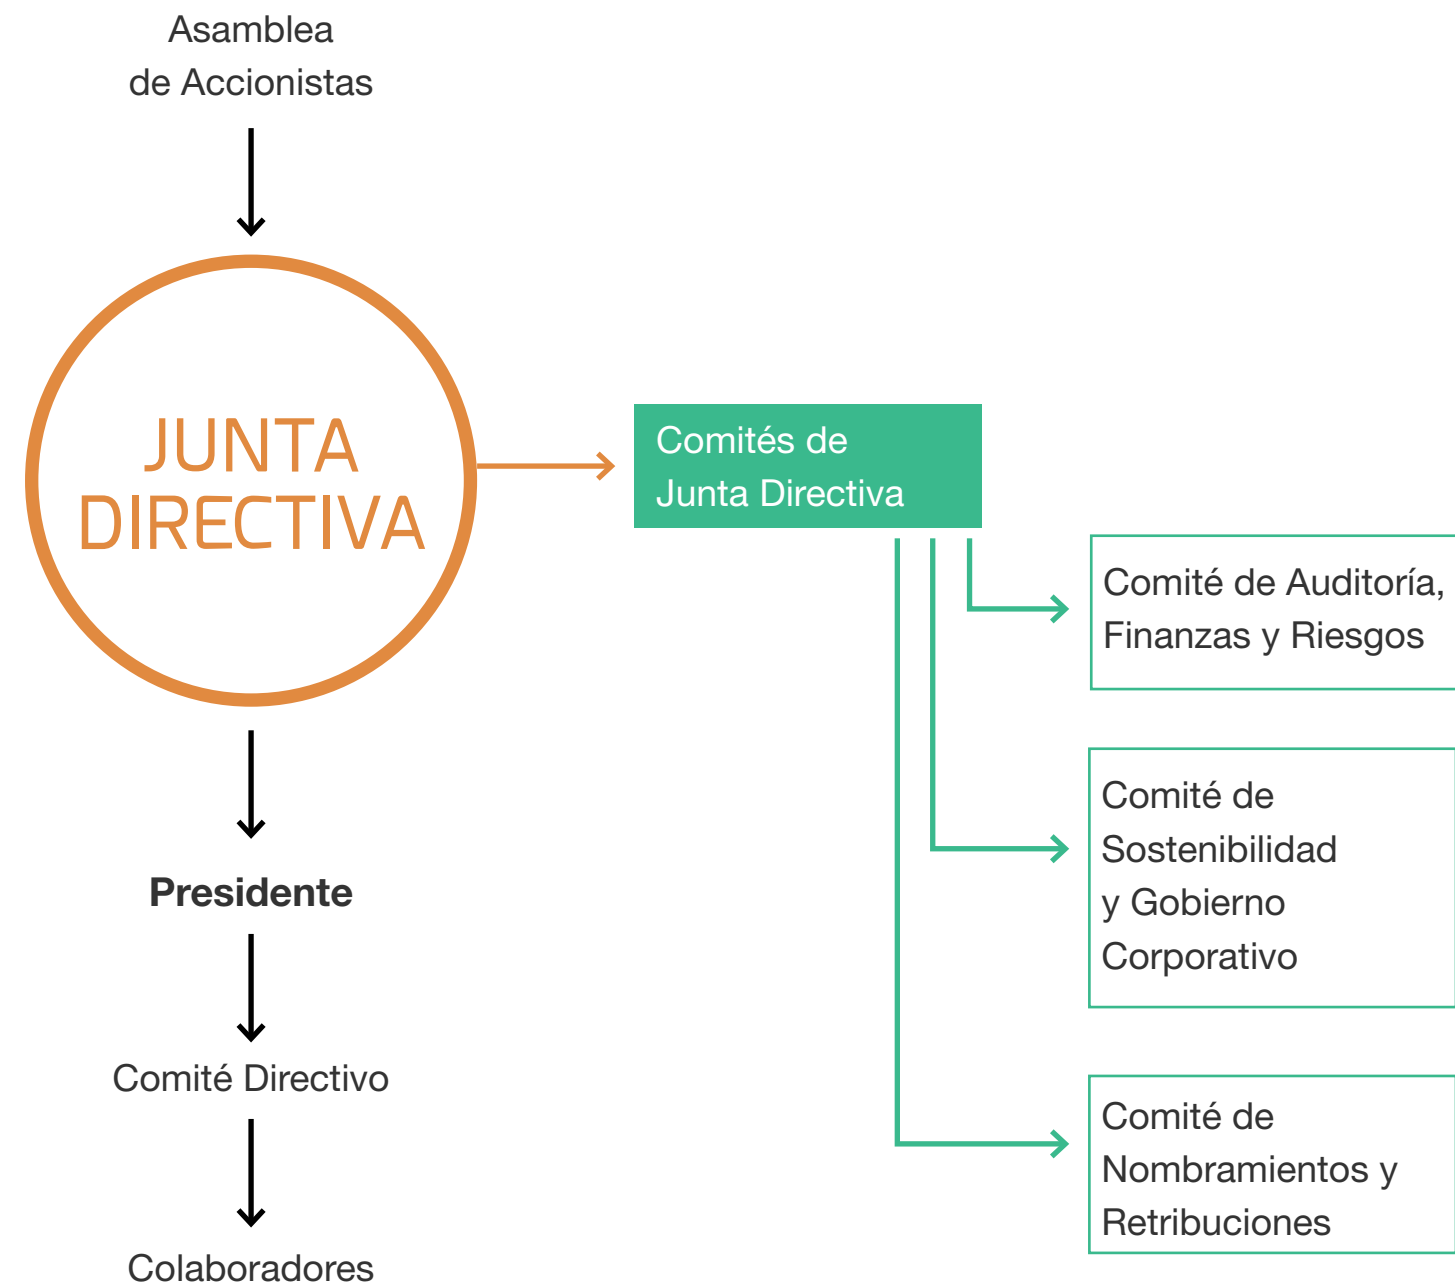 Asamblea
de Accionistas
JUNTA
DIRECTIVA
Comités de
Junta Directiva
Comité de Auditoría,
Finanzas y Riesgos
Comité de
Sostenibilidad
y Gobierno
Corporativo
Comité de
Nombramientos y
Retribuciones
Presidente
Comité Directivo
Colaboradores